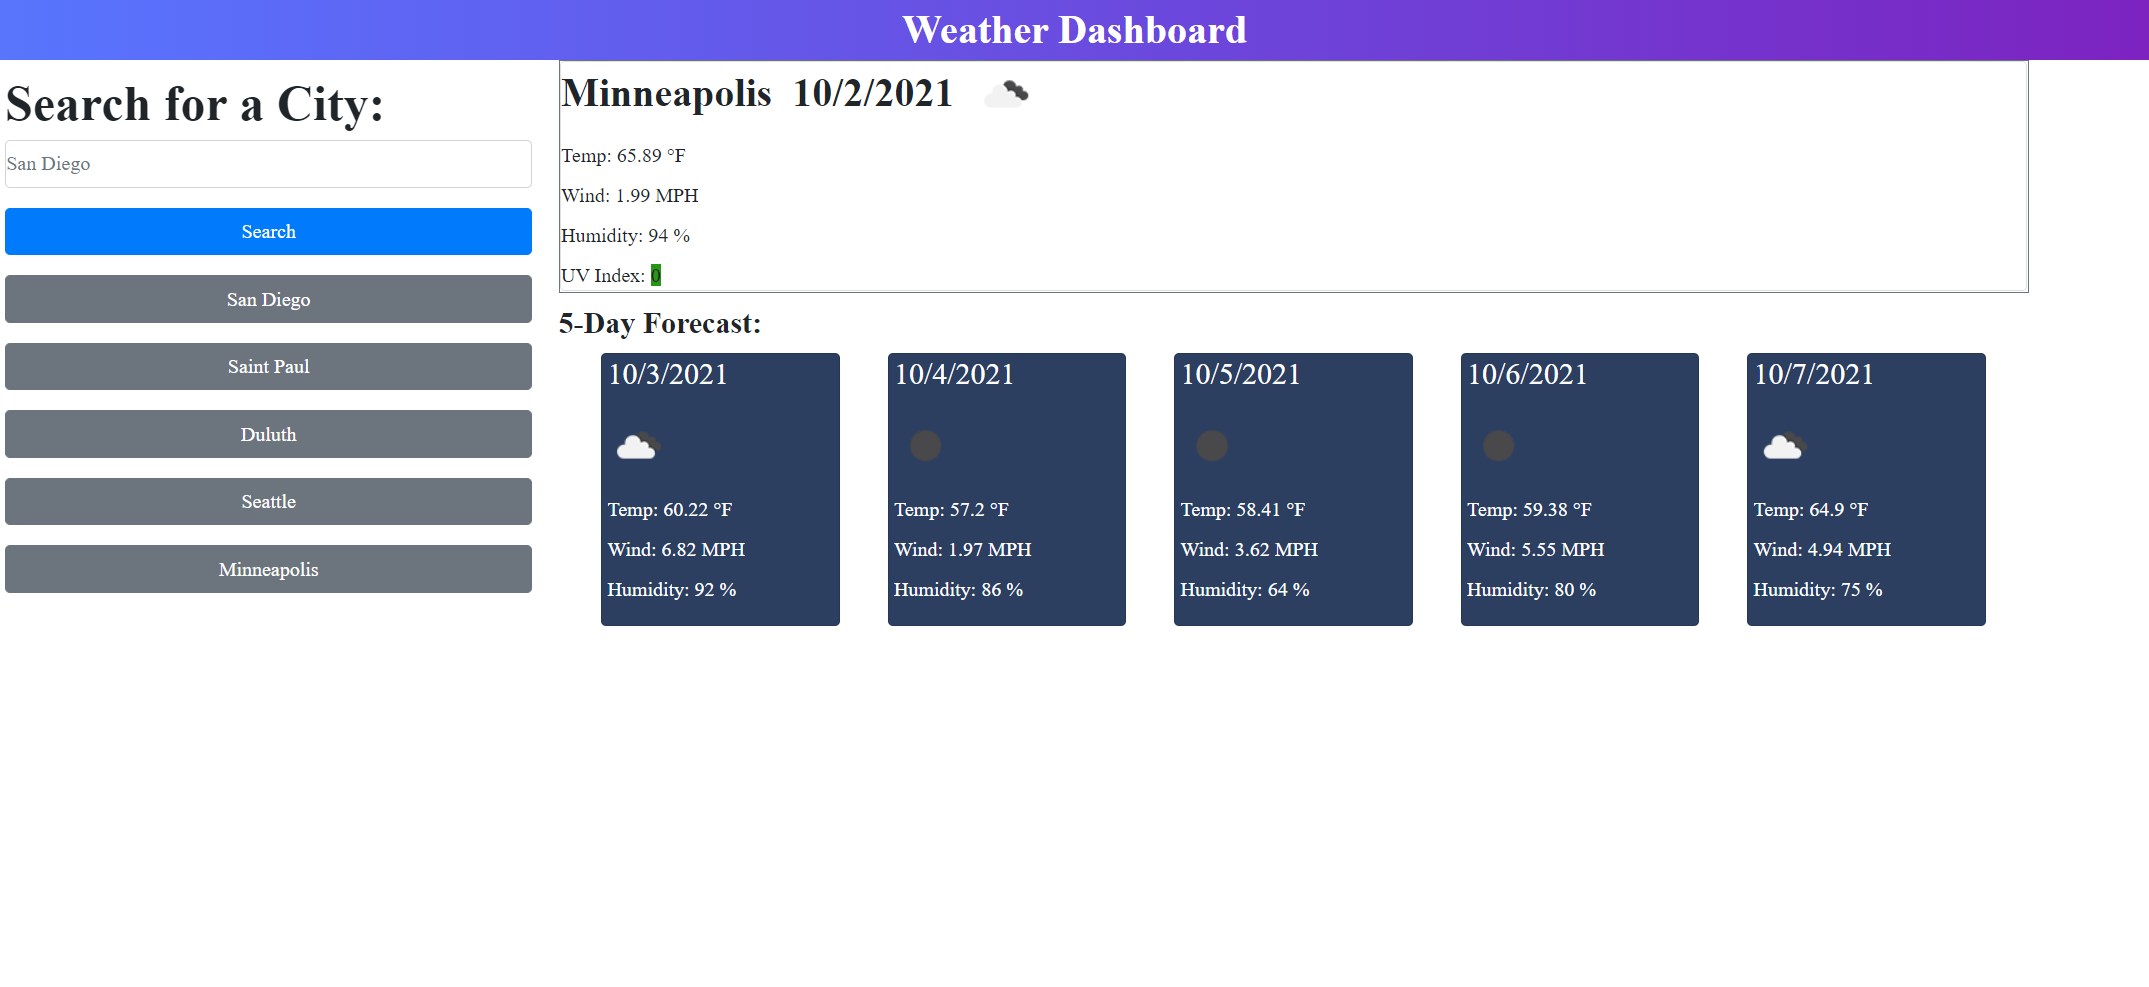 Weather Dashboard
Search for a City:
San Diego
Search
San Diego
Saint Paul
Duluth
Seattle
Minneapolis
Minneapolis 10/2/2021
Temp: 65.89 °F
Wind: 1.99 MPH
Humidity: 94 %
UV Index: 0
5-Day Forecast:
10/3/2021
Temp: 60.22 °F
Wind: 6.82 MPH
Humidity: 92 %
10/4/2021
Temp: 57.2 °F
Wind: 1.97 MPH
Humidity: 86 %
10/5/2021
Temp: 58.41 °F
Wind: 3.62 MPH
Humidity: 64 %
10/6/2021
Temp: 59.38 °F
Wind: 5.55 MPH
Humidity: 80 %
10/7/2021
Temp: 64.9 °F
Wind: 4.94 MPH
Humidity: 75 %